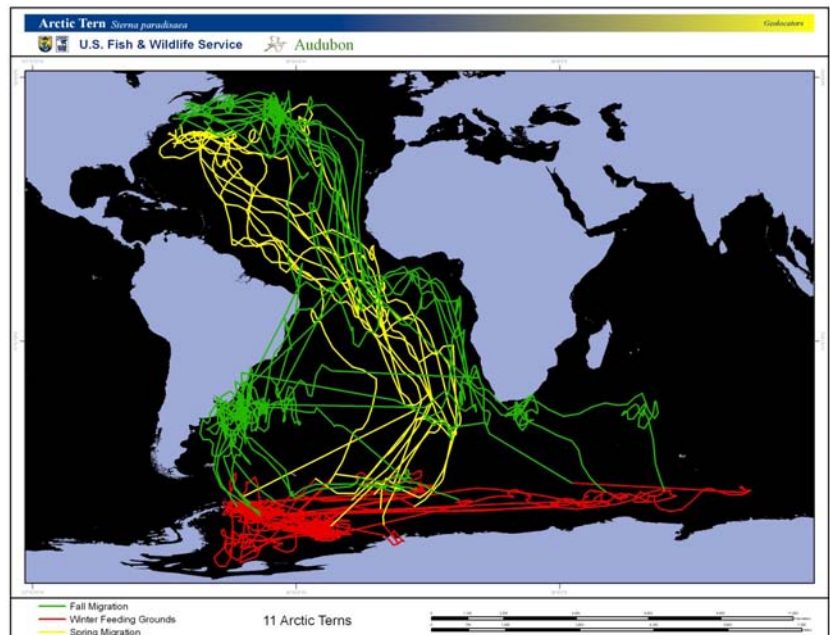 Arctic Tern Sterna paradisaea
Geolocators
U.S. Fish & Wildlife Service Audubon
Fall Migration
Winter Feeding Grounds
Spring Migration
11 Arctic Terns